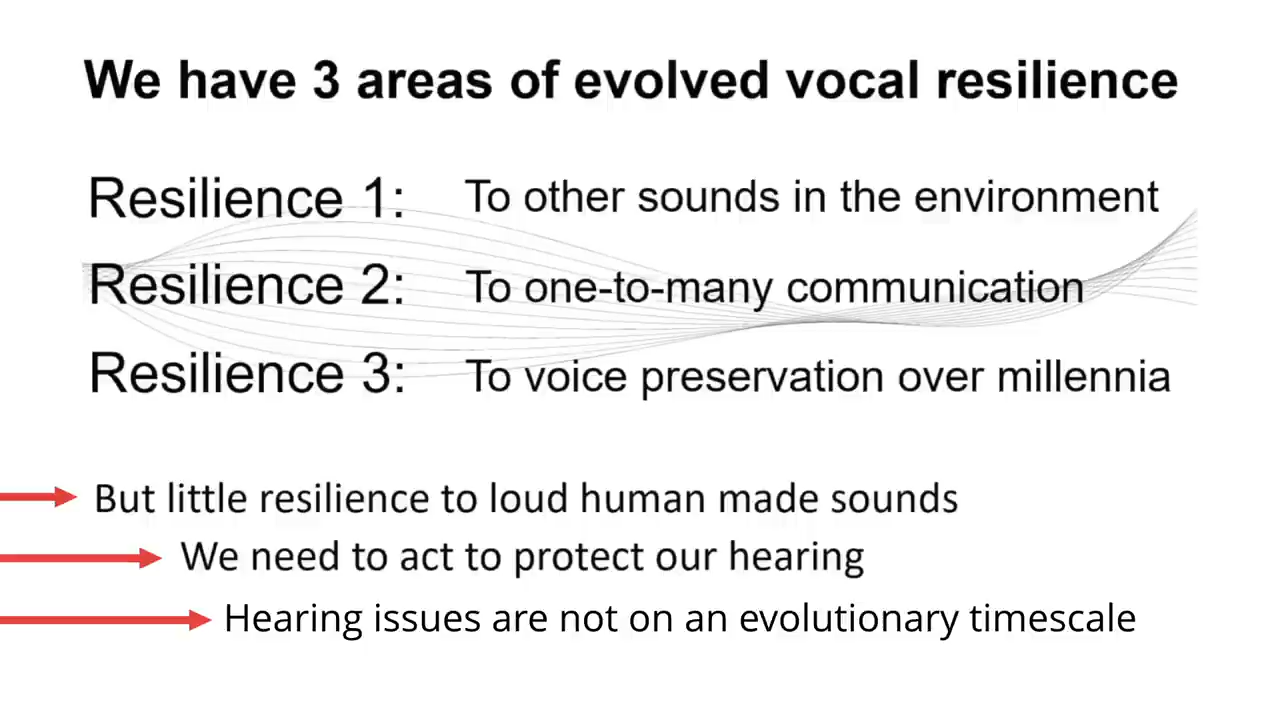 We have 3 areas of evolved vocal resilience
Resilience 1: To other sounds in the environment
Resilience 2: To one-to-many communication
Resilience 3: To voice preservation over millennia
But little resilience to loud human made sounds
We need to act to protect our hearing
Hearing issues are not on an evolutionary timescale